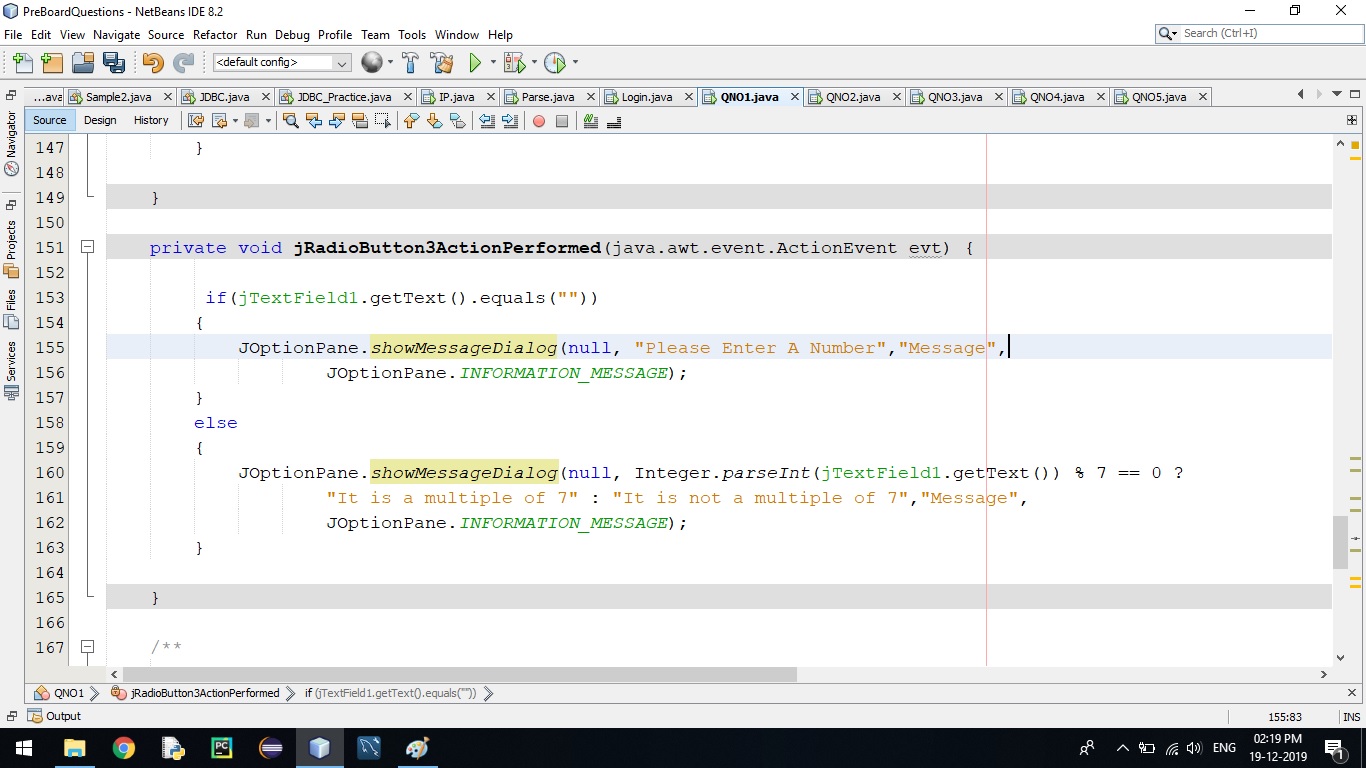 PreBoardQuestions - NetBeans IDE 8.2
File Edit View Navigate Source Refactor Run Debug Profile Team Tools Window Help
Search (Ctrl+I)
<default config>
...ava Sample2.java JDBC.java JDBC_Practice.java IP.java Parse.java Login.java QNO1.java QNO2.java QNO3.java QNO4.java QNO5.java
Source Design History
Navigator
Projects
Files
Services
147 }
148
149 }
150
151 private void jRadioButton3ActionPerformed(java.awt.event.ActionEvent evt) {
152
153 if(jTextField1.getText().equals(""))
154 {
155 JOptionPane.showMessageDialog(null, "Please Enter A Number","Message",
156 JOptionPane.INFORMATION_MESSAGE);
157 }
158 else
159 {
160 JOptionPane.showMessageDialog(null, Integer.parseInt(jTextField1.getText()) % 7 == 0 ?
161 "It is a multiple of 7" : "It is not a multiple of 7","Message",
162 JOptionPane.INFORMATION_MESSAGE);
163 }
164
165 }
166
167 /**
QNO1 jRadioButton3ActionPerformed if (jTextField1.getText().equals(""))
Output
155:83 INS
PC
ENG
02:19 PM
19-12-2019
1